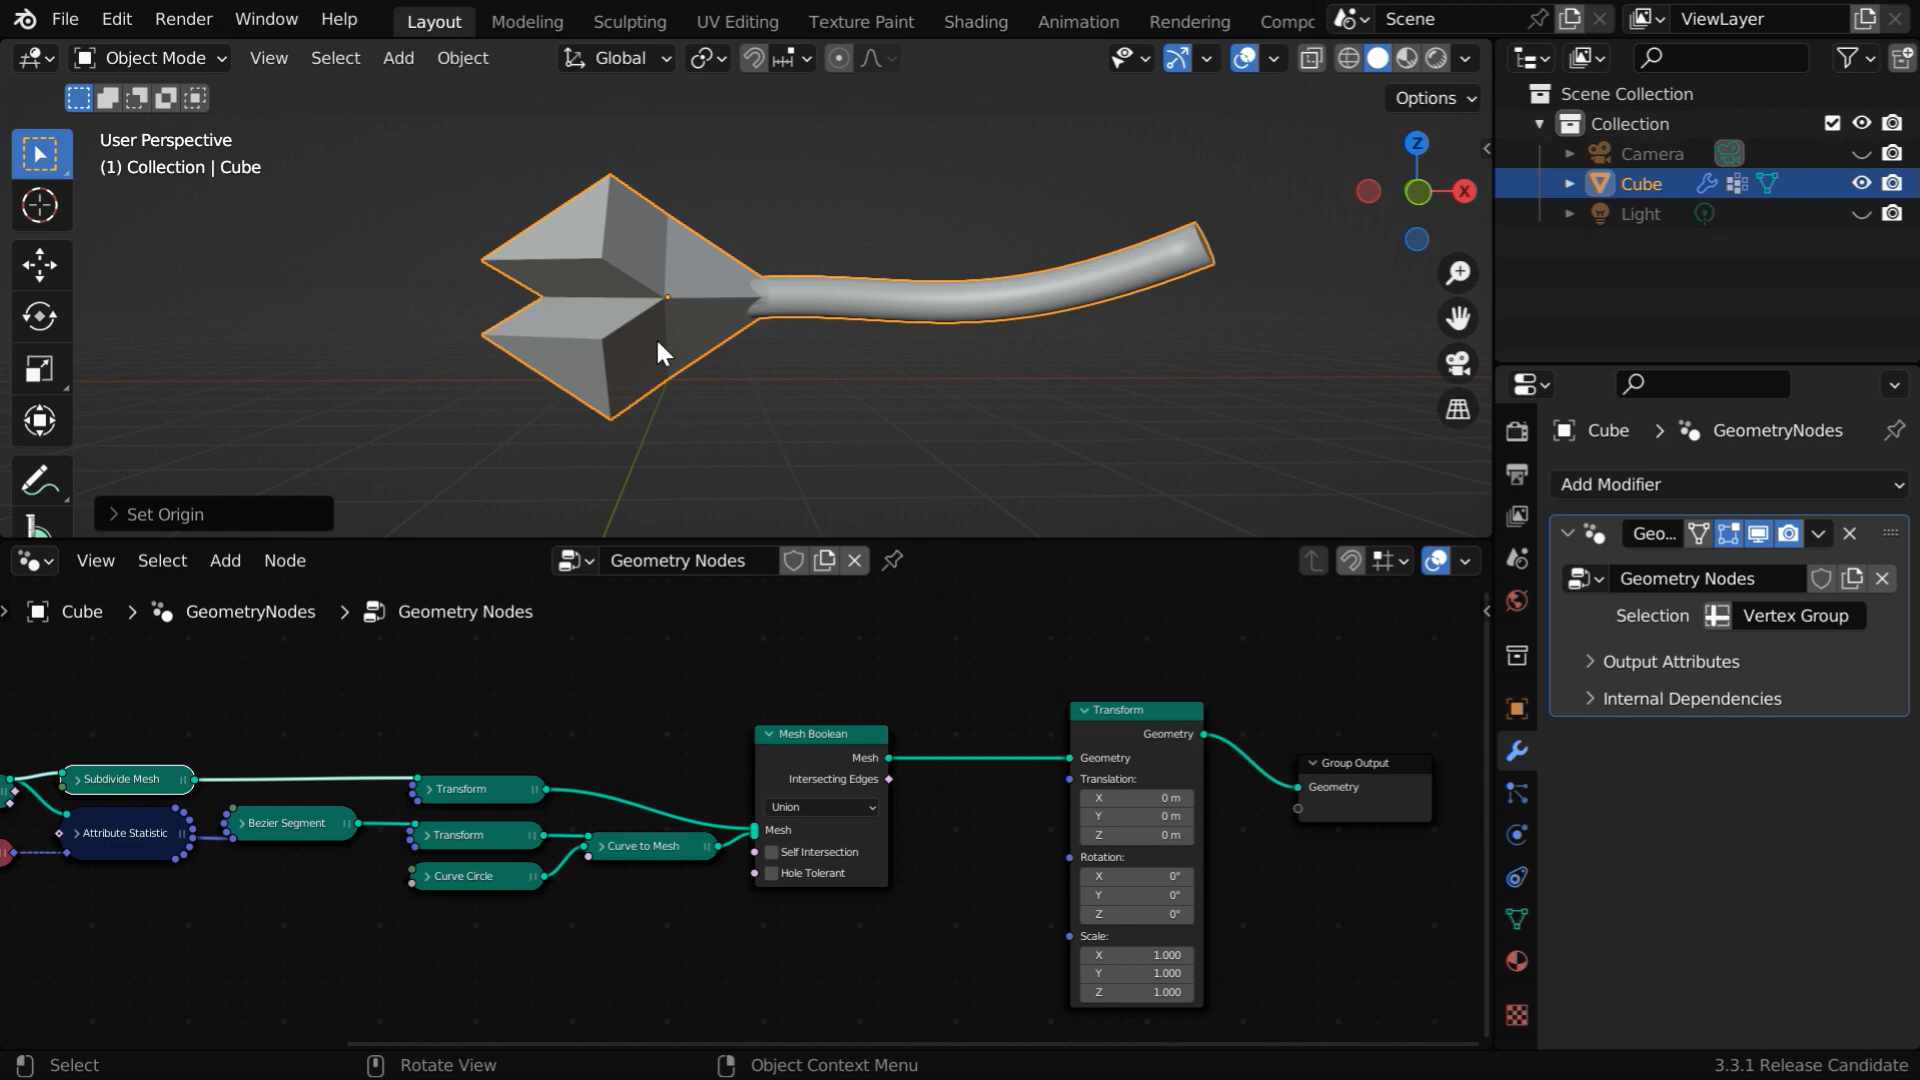 File Edit Render Window Help
Layout Modeling Sculpting UV Editing Texture Paint Shading Animation Rendering Compc
Scene
ViewLayer
Object Mode View Select Add Object
Global
Options
User Perspective
(1) Collection | Cube
Z
X
> Set Origin
Scene Collection
Collection
Camera
Cube
Light
Cube > GeometryNodes
Add Modifier
Geo...
Geometry Nodes
Selection Vertex Group
> Output Attributes
> Internal Dependencies
View Select Add Node
Geometry Nodes
Cube > GeometryNodes > Geometry Nodes
Subdivide Mesh
Attribute Statistic
Bezier Segment
Transform
Transform
Curve Circle
Curve to Mesh
Mesh Boolean
Mesh
Intersecting Edges
Union
Mesh
Self Intersection
Hole Tolerant
Transform
Geometry
Geometry
Translation:
X 0 m
Y 0 m
Z 0 m
Rotation:
X 0°
Y 0°
Z 0°
Scale:
X 1.000
Y 1.000
Z 1.000
Group Output
Geometry
Select
Rotate View
Object Context Menu
3.3.1 Release Candidate